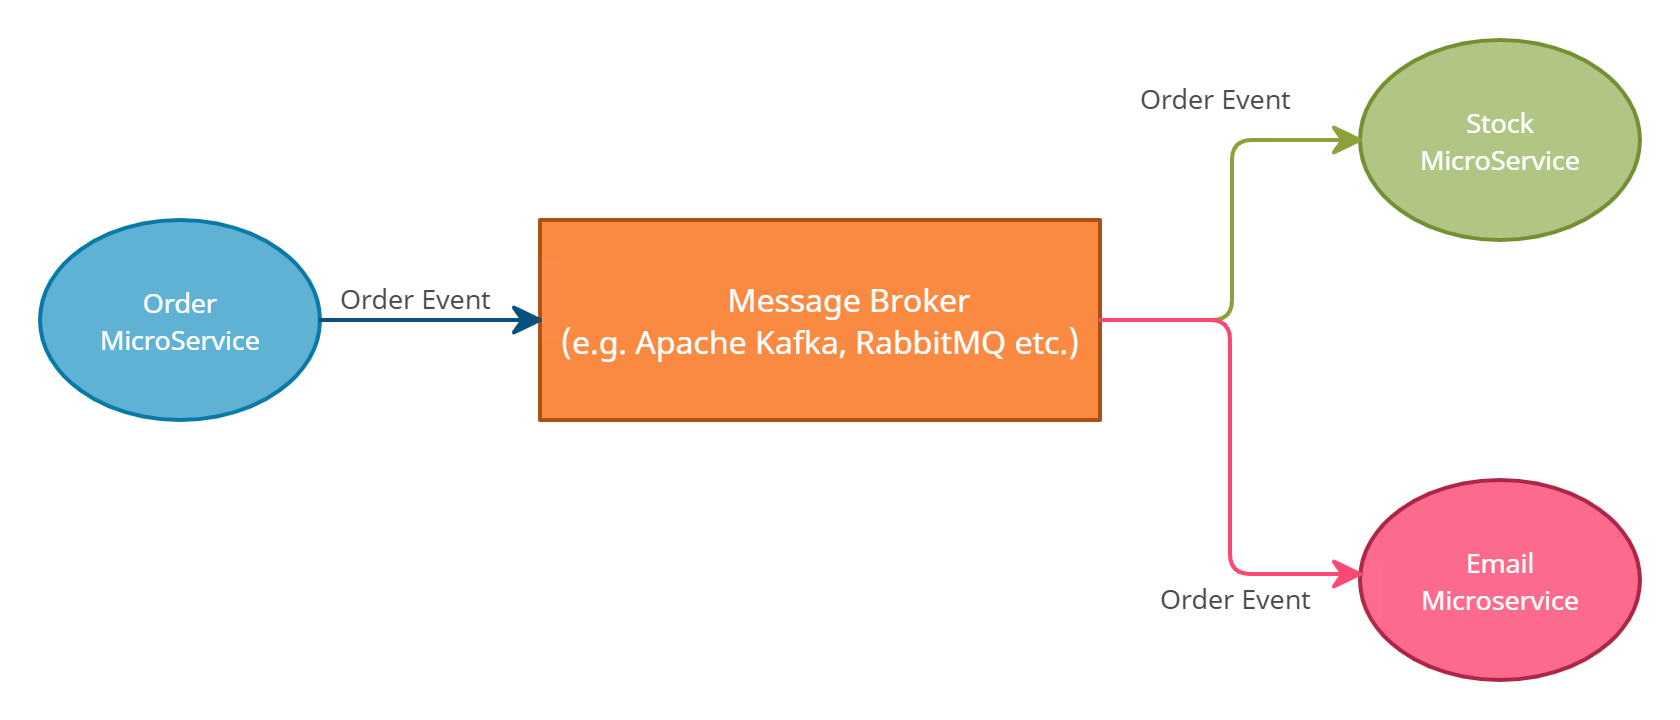 Order
MicroService
Order Event
Message Broker
(e.g. Apache Kafka, RabbitMQ etc.)
Order Event
Stock
MicroService
Order Event
Email
Microservice